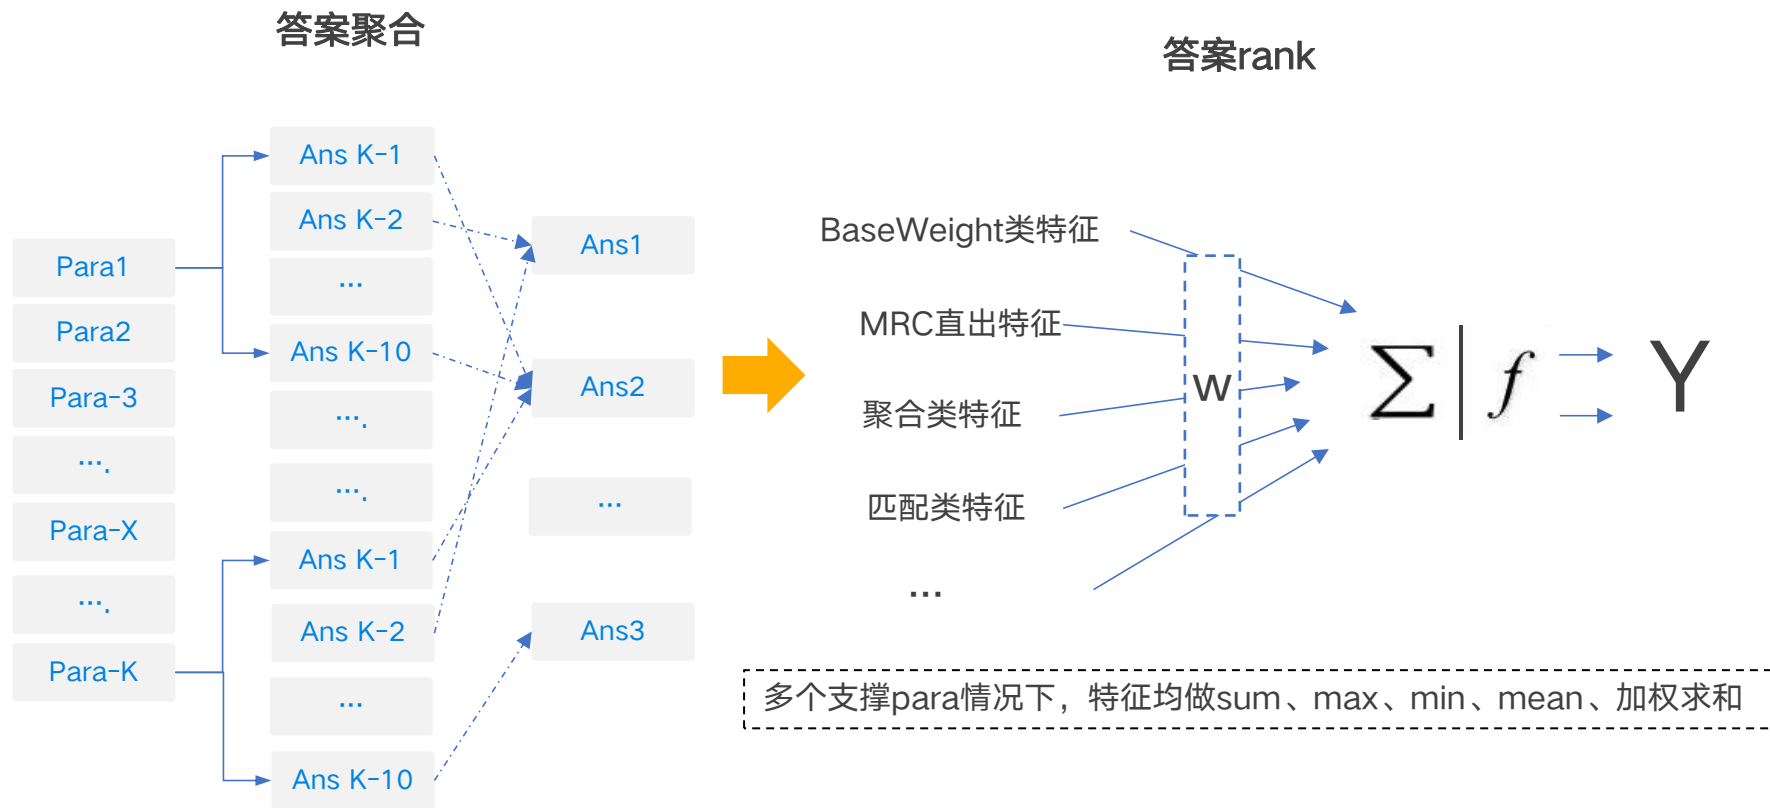 答案聚合
答案rank
Para1
Para2
Para-3
….
Para-X
….
Para-K
Ans K-1
Ans K-2
…
Ans K-10
….
….
Ans K-1
Ans K-2
…
Ans K-10
Ans1
Ans2
…
Ans3
BaseWeight类特征
MRC直出特征
聚合类特征
匹配类特征
…
W
∑ f
Y
多个支撑para情况下，特征均做sum、max、min、mean、加权求和